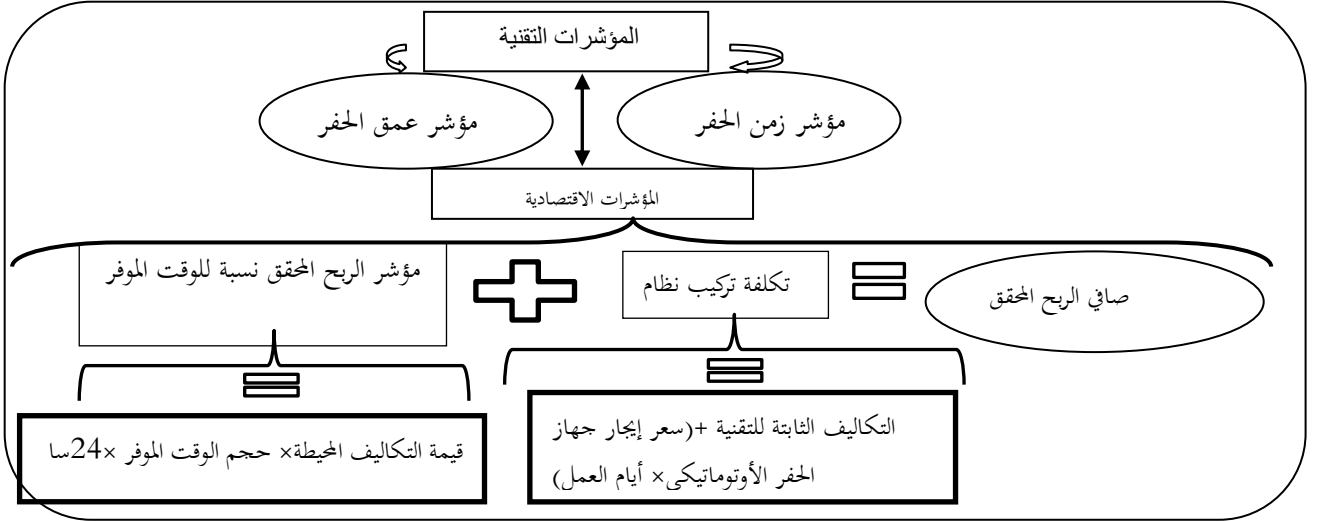 المؤشرات التقنية
مؤشر زمن الحفر
مؤشر عمق الحفر
المؤشرات الاقتصادية
مؤشر الربح المحقق نسبة للوقت الموفر
تكلفة تركيب نظام
صافي الربح المحقق
قيمة التكاليف المحيطة× حجم الوقت الموفر ×24سا
التكاليف الثابتة للتقنية +(سعر إيجار جهاز
الحفر الأوتوماتيكي× أيام العمل)